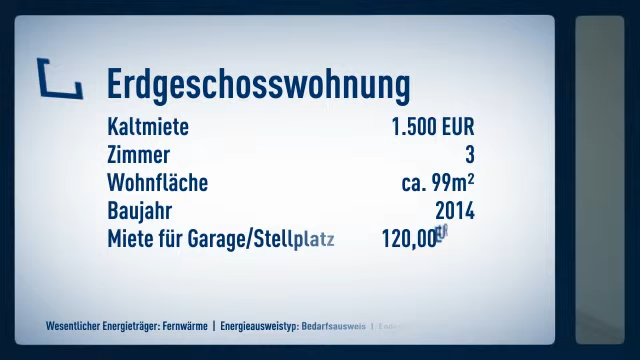 Erdgeschosswohnung
Kaltmiete 1.500 EUR
Zimmer 3
Wohnfläche ca. 99m²
Baujahr 2014
Miete für Garage/Stellplatz 120,00
Wesentlicher Energieträger: Fernwärme | Energieausweistyp: Bedarfsausweis |